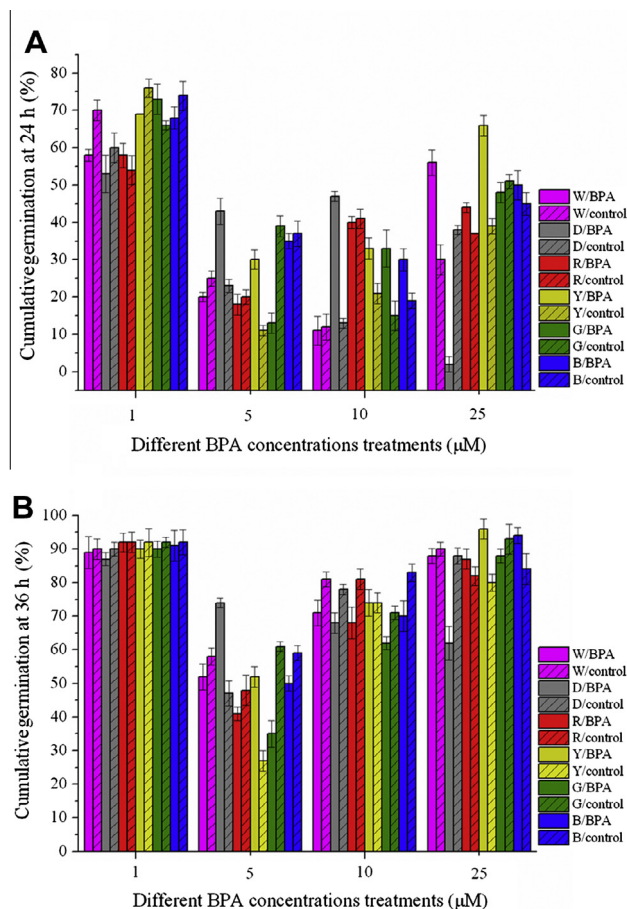 A
Cumulativegermination at 24 h (%)
80
70
60
50
40
30
20
10
0
1 5 10 25
Different BPA concentrations treatments (μM)
W/BPA
W/control
D/BPA
D/control
R/BPA
R/control
Y/BPA
Y/control
G/BPA
G/control
B/BPA
B/control
B
Cumulativegermination at 36 h (%)
100
90
80
70
60
50
40
30
20
10
0
1 5 10 25
Different BPA concentrations treatments (μM)
W/BPA
W/control
D/BPA
D/control
R/BPA
R/control
Y/BPA
Y/control
G/BPA
G/control
B/BPA
B/control